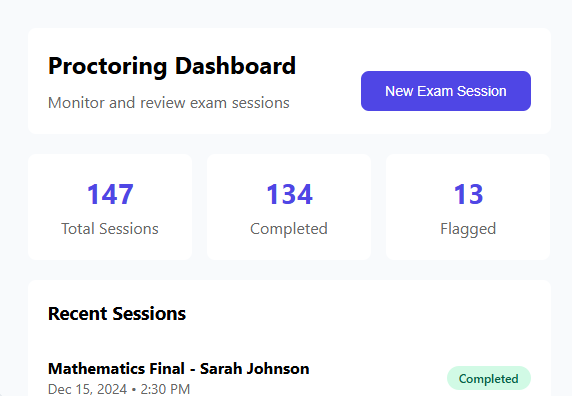 Proctoring Dashboard
Monitor and review exam sessions
New Exam Session
147
Total Sessions
134
Completed
13
Flagged
Recent Sessions
Mathematics Final - Sarah Johnson
Dec 15, 2024 • 2:30 PM
Completed